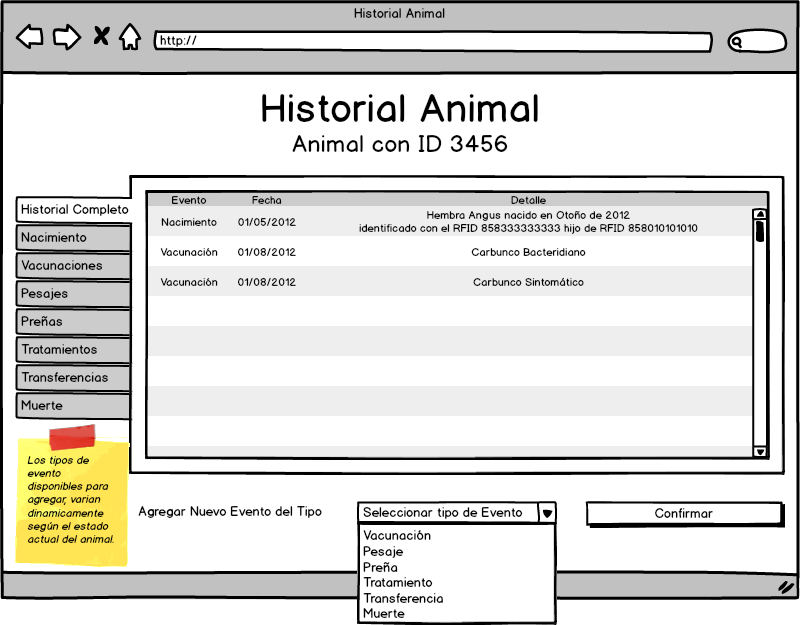 Historial Animal
http://
Historial Animal
Animal con ID 3456
Historial Completo
Nacimiento
Vacunaciones
Pesajes
Preñas
Tratamientos
Transferencias
Muerte
Evento Fecha Detalle
Nacimiento 01/05/2012 Hembra Angus nacido en Otoño de 2012
identificado con el RFID 858333333333 hijo de RFID 858010101010
Vacunación 01/08/2012 Carbunco Bacteridiano
Vacunación 01/08/2012 Carbunco Sintomático
Los tipos de
evento
disponibles para
agregar, varian
dinamicamente
según el estado
actual del animal.
Agregar Nuevo Evento del Tipo
Seleccionar tipo de Evento
Vacunación
Pesaje
Preña
Tratamiento
Transferencia
Muerte
Confirmar